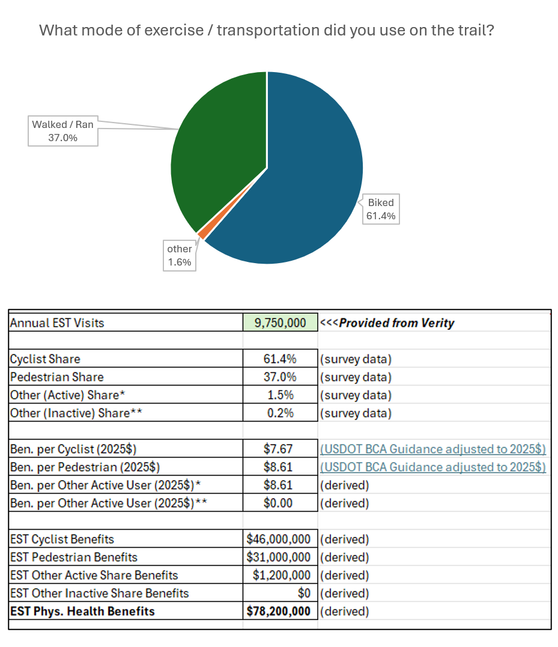 What mode of exercise / transportation did you use on the trail?
Walked / Ran
37.0%
Biked
61.4%
other
1.6%
Annual EST Visits 9,750,000 <<<Provided from Verity
Cyclist Share 61.4% (survey data)
Pedestrian Share 37.0% (survey data)
Other (Active) Share* 1.5% (survey data)
Other (Inactive) Share** 0.2% (survey data)
Ben. per Cyclist (2025$) $7.67 (USDOT BCA Guidance adjusted to 2025$)
Ben. per Pedestrian (2025$) $8.61 (USDOT BCA Guidance adjusted to 2025$)
Ben. per Other Active User (2025$)* $8.61 (derived)
Ben. per Other Active User (2025$)** $0.00 (derived)
EST Cyclist Benefits $46,000,000 (derived)
EST Pedestrian Benefits $31,000,000 (derived)
EST Other Active Share Benefits $1,200,000 (derived)
EST Other Inactive Share Benefits $0 (derived)
EST Phys. Health Benefits $78,200,000 (derived)